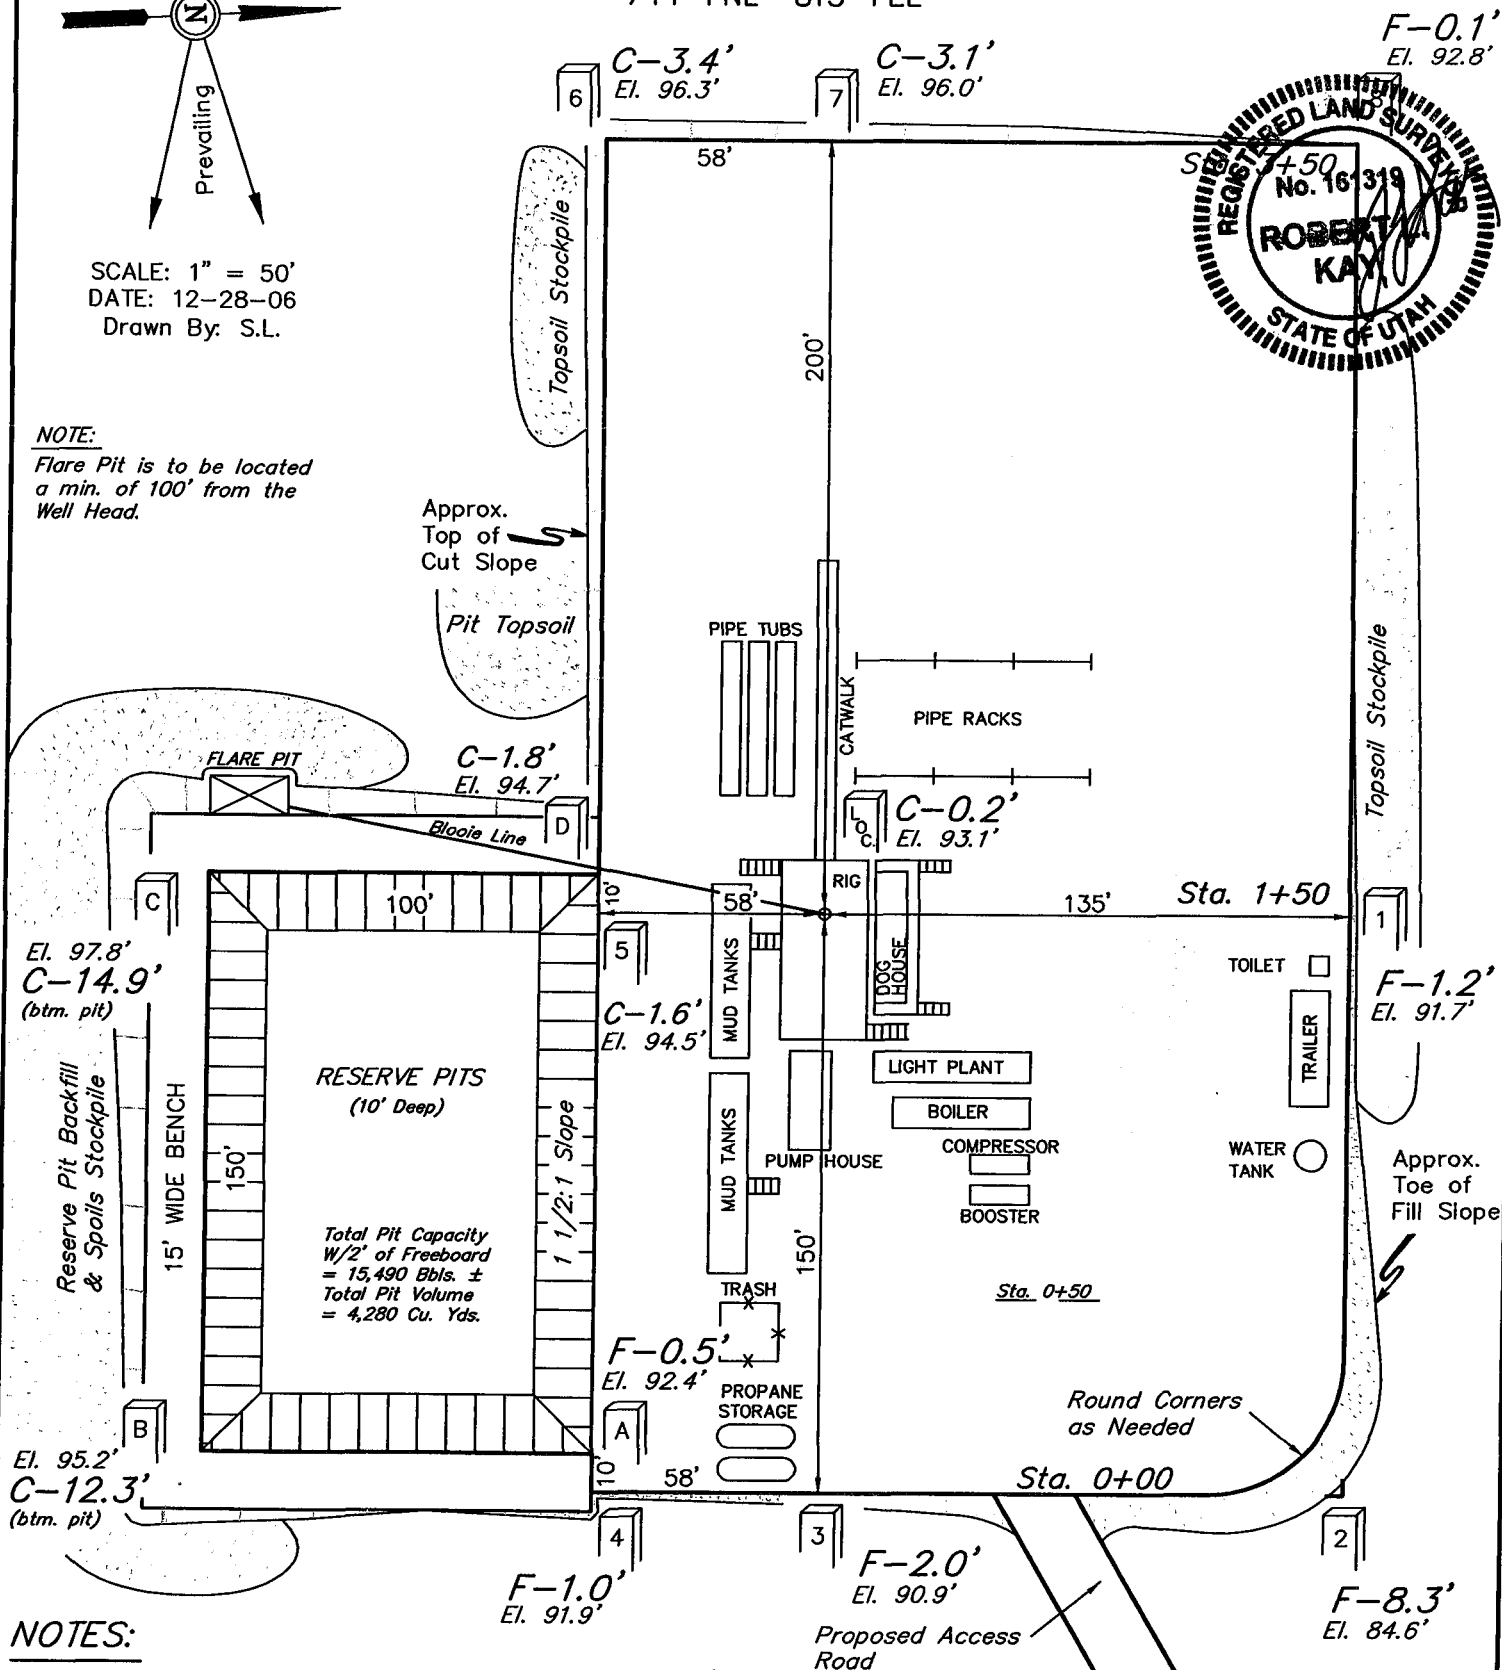 N
Prevailing
SCALE: 1" = 50'
DATE: 12-28-06
Drawn By: S.L.
C-3.4'
El. 96.3'
6
C-3.1'
El. 96.0'
7
F-0.1'
El. 92.8'
8
58'
Sta. 3+50
REGISTERED LAND SURVEYOR
No. 161319
ROBERT L.
KAY
STATE OF UTAH
Topsoil Stockpile
200'
NOTE:
Flare Pit is to be located
a min. of 100' from the
Well Head.
Approx.
Top of
Cut Slope
Pit Topsoil
PIPE TUBS
CATWALK
PIPE RACKS
Topsoil Stockpile
FLARE PIT
C-1.8'
El. 94.7'
D
Blooie Line
LOC.
C-0.2'
El. 93.1'
RIG
C
100'
10'
58'
135'
Sta. 1+50
1
El. 97.8'
C-14.9'
(btm. pit)
5
C-1.6'
El. 94.5'
MUD TANKS
DOG
HOUSE
TOILET
F-1.2'
El. 91.7'
TRAILER
RESERVE PITS
(10' Deep)
LIGHT PLANT
BOILER
COMPRESSOR
BOOSTER
PUMP HOUSE
MUD TANKS
WATER
TANK
Approx.
Toe of
Fill Slope
Reserve Pit Backfill
& Spoils Stockpile
15' WIDE BENCH
150'
1 1/2:1 Slope
Total Pit Capacity
W/2' of Freeboard
= 15,490 Bbls. ±
Total Pit Volume
= 4,280 Cu. Yds.
150'
TRASH
Sta. 0+50
F-0.5'
El. 92.4'
PROPANE
STORAGE
Round Corners
as Needed
B
A
El. 95.2'
C-12.3'
(btm. pit)
10'
58'
Sta. 0+00
4
3
2
F-1.0'
El. 91.9'
F-2.0'
El. 90.9'
F-8.3'
El. 84.6'
Proposed Access
Road
NOTES: